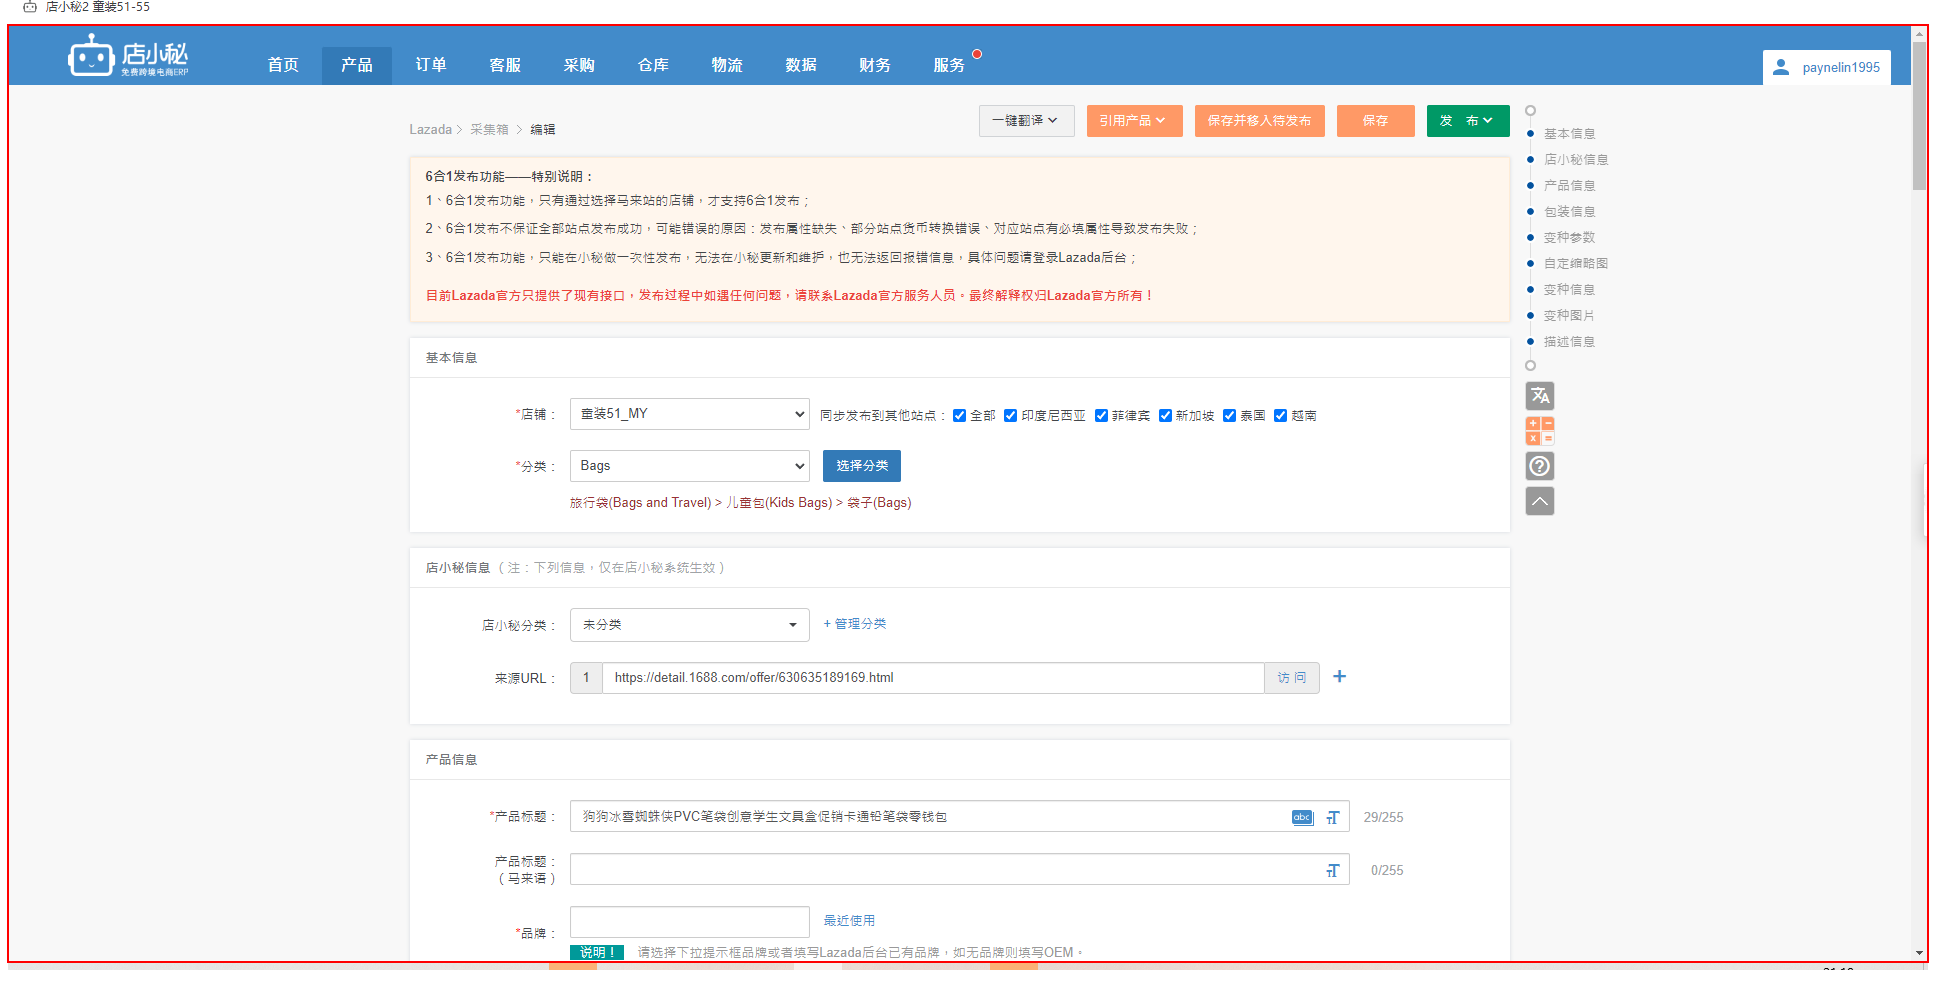 店小秘2 童装51-55
店小秘
免费跨境电商ERP
首页 产品 订单 客服 采购 仓库 物流 数据 财务 服务
paynelin1995
Lazada > 采集箱 > 编辑
一键翻译 引用产品 保存并移入待发布 保存 发 布
6合1发布功能——特别说明：
1、6合1发布功能，只有通过选择马来站的店铺，才支持6合1发布；
2、6合1发布不保证全部站点发布成功，可能错误的原因：发布属性缺失、部分站点货币转换错误、对应站点有必填属性导致发布失败；
3、6合1发布功能，只能在小秘做一次性发布，无法在小秘更新和维护，也无法返回报错信息，具体问题请登录Lazada后台；
目前Lazada官方只提供了现有接口，发布过程中如遇任何问题，请联系Lazada官方服务人员。最终解释权归Lazada官方所有！
基本信息
店小秘信息
产品信息
包装信息
变种参数
自定缩略图
变种信息
变种图片
描述信息
基本信息
*店铺： 童装51_MY 同步发布到其他站点： 全部 印度尼西亚 菲律宾 新加坡 泰国 越南
*分类： Bags 选择分类
旅行袋(Bags and Travel) > 儿童包(Kids Bags) > 袋子(Bags)
店小秘信息（注：下列信息，仅在店小秘系统生效）
店小秘分类： 未分类 + 管理分类
来源URL： 1 https://detail.1688.com/offer/630635189169.html 访 问 +
产品信息
*产品标题： 狗狗冰雪蜘蛛侠PVC笔袋创意学生文具盒促销卡通铅笔袋零钱包 abc TT 29/255
产品标题：
（马来语） TT 0/255
*品牌： 最近使用
说明！ 请选择下拉提示框品牌或者填写Lazada后台已有品牌，如无品牌则填写OEM。